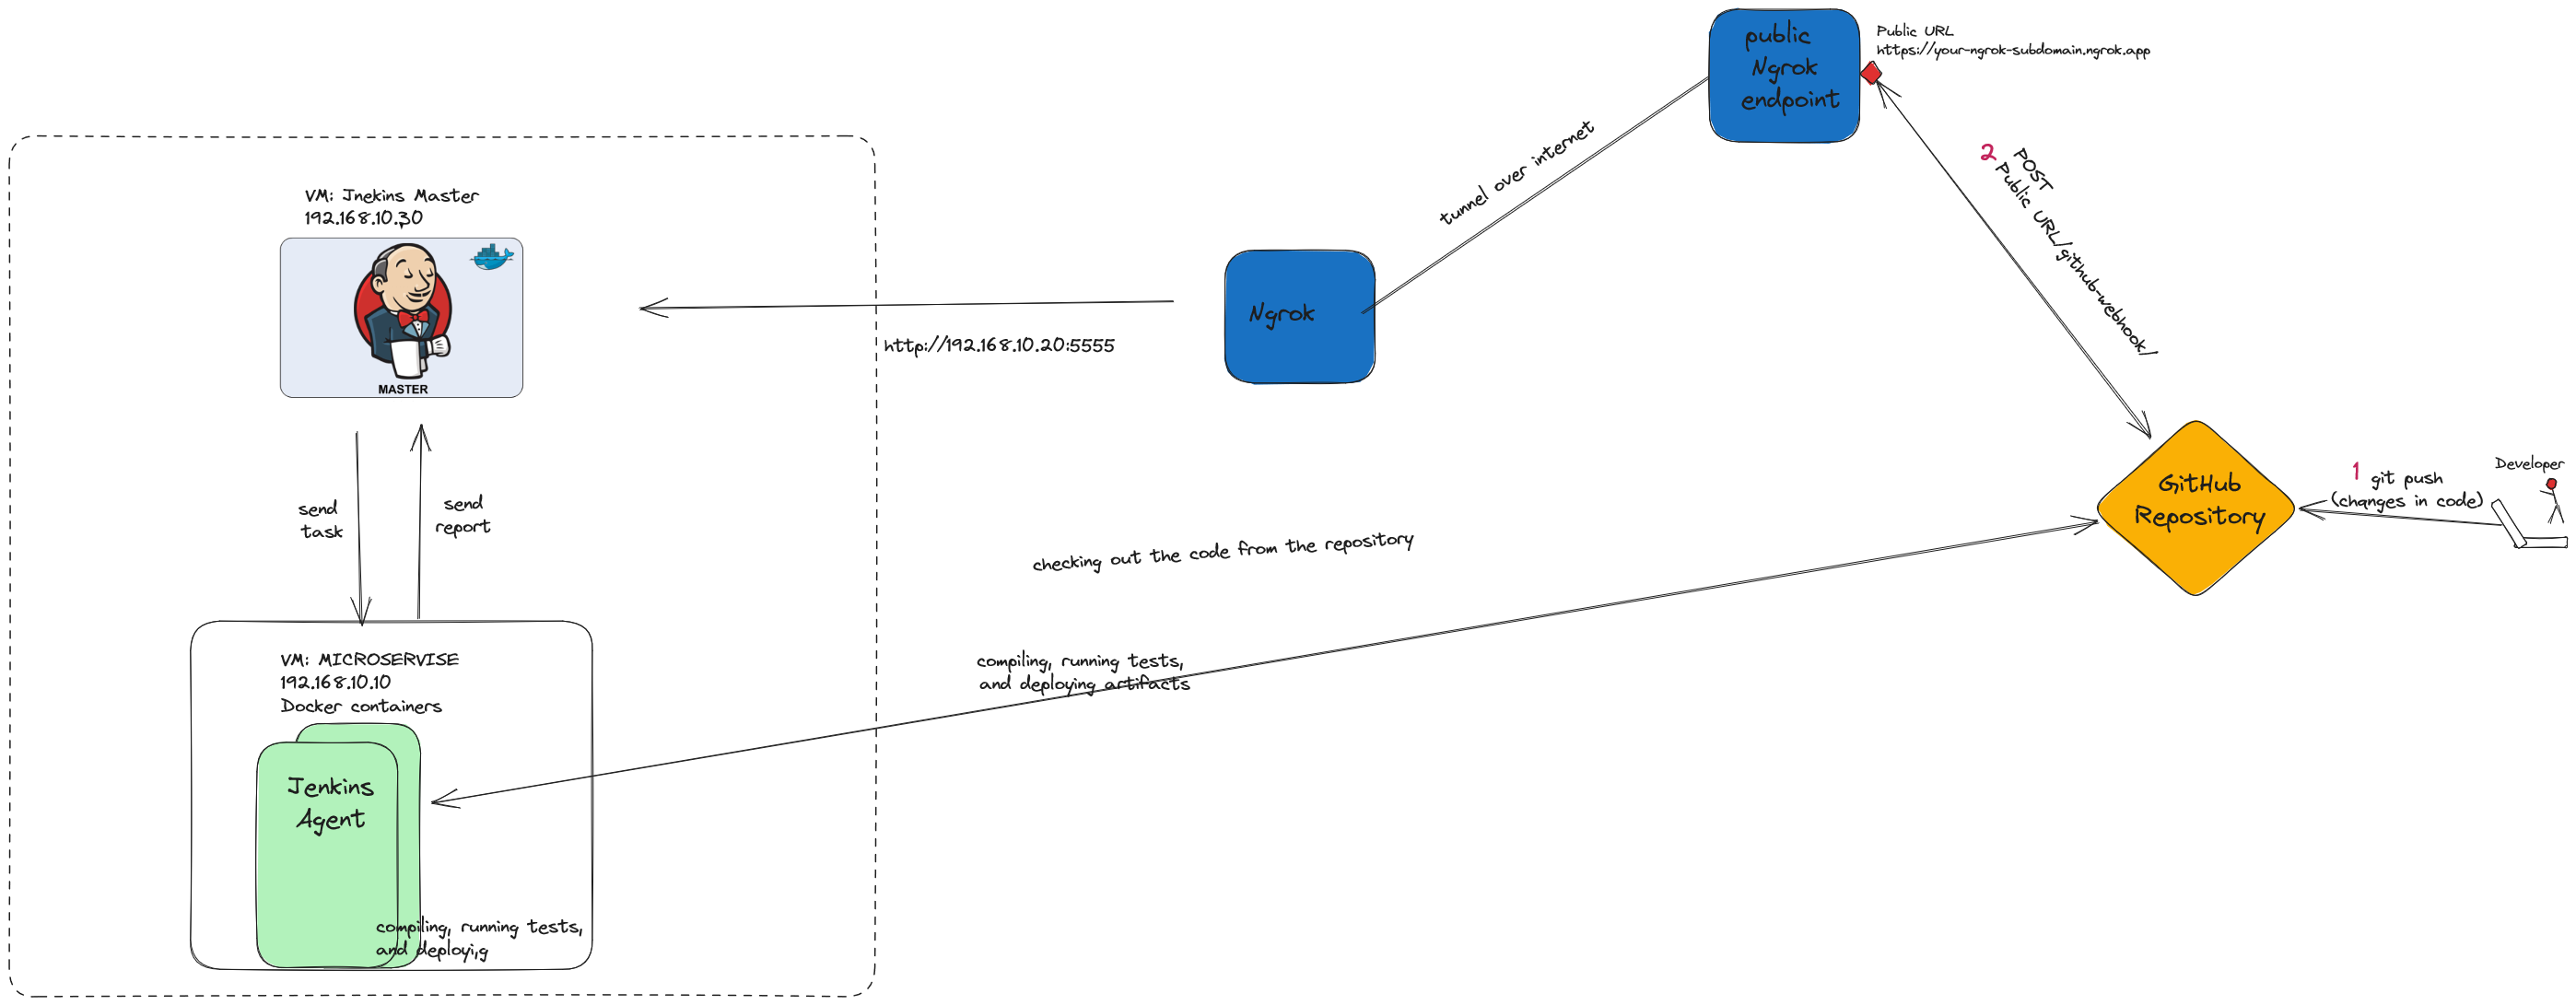 public
Ngrok
endpoint
Public URL
https://your-ngrok-subdomain.ngrok.app
tunnel over internet
2
POST
Public URL/github-webhook/
VM: Jnekins Master
192.168.10.30
MASTER
Ngrok
http://192.168.10.20:5555
GitHub
Repository
1
git push
(changes in code)
Developer
send
task
send
report
checking out the code from the repository
compiling, running tests,
and deploying artifacts
VM: MICROSERVISE
192.168.10.10
Docker containers
Jenkins
Agent
compiling, running tests,
and deployi,g